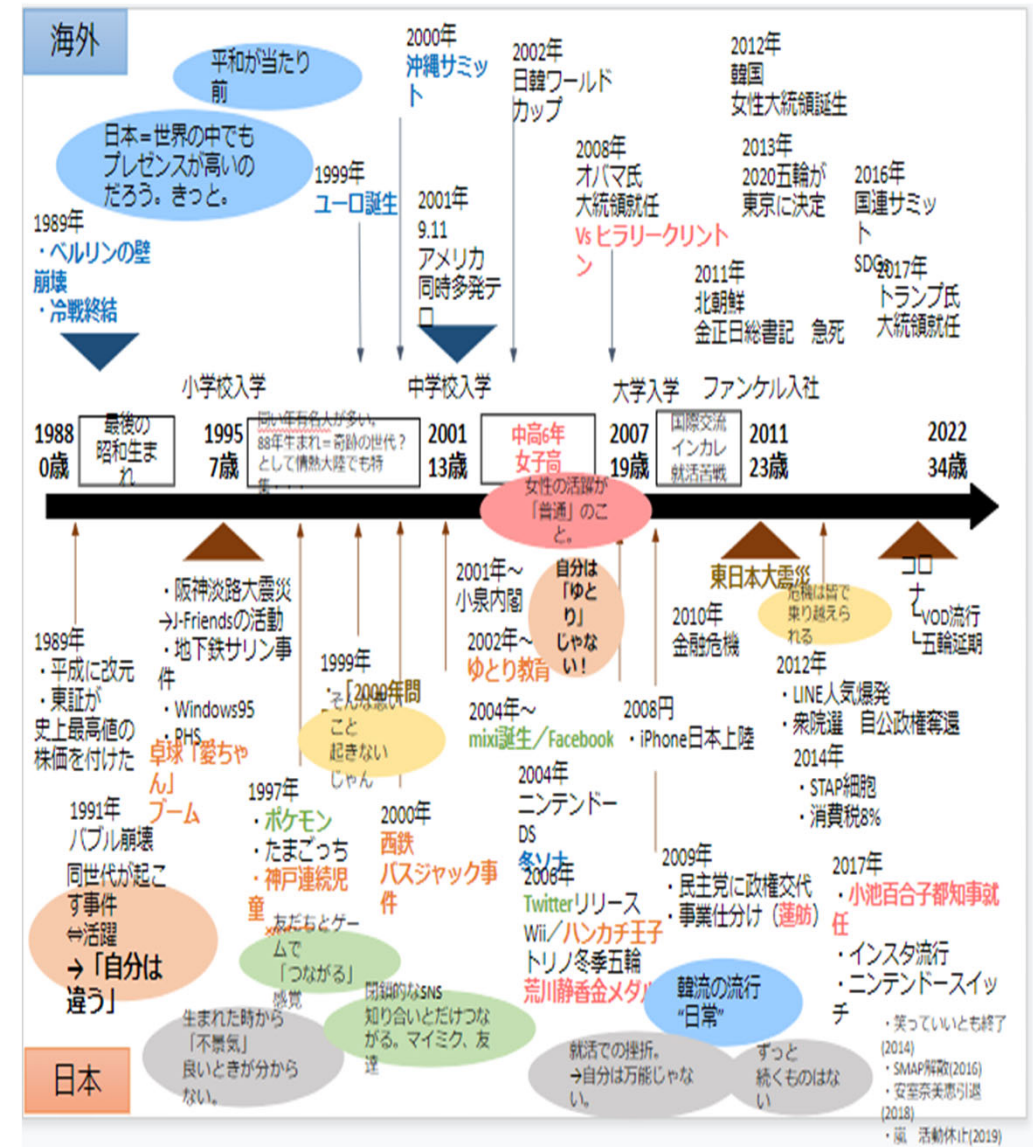 海外
平和が当たり
前
日本＝世界の中でも
プレゼンスが高いの
だろう。きっと。
1989年
・ベルリンの壁
崩壊
・冷戦終結
1999年
ユーロ誕生
2000年
沖縄サミッ
ト
2001年
9.11
アメリカ
同時多発テ
ロ
2002年
日韓ワールド
カップ
2008年
オバマ氏
大統領就任
Vs ヒラリークリント
ン
2012年
韓国
女性大統領誕生
2013年
2020五輪が
東京に決定
2011年
北朝鮮
金正日総書記　急死
2016年
国連サミッ
ト
SDGs
2017年
トランプ氏
大統領就任
小学校入学
中学校入学
大学入学
ファンケル入社
1988
0歳
最後の
昭和生ま
れ
1995
7歳
同い年有名人が多い。
88年生まれ＝奇跡の世代？
として情熱大陸でも特
集・・・
2001
13歳
中高6年
女子高
2007
19歳
国際交流
インカレ
就活苦戦
2011
23歳
2022
34歳
女性の活躍が
「普通」のこ
と。
1989年
・平成に改元
・東証が
史上最高値の
株価を付けた
・阪神淡路大震災
→J-Friendsの活動
・地下鉄サリン事
件
・Windows95
・PHS
卓球「愛ちゃ
ん」
ブーム
1991年
バブル崩壊
同世代が起こ
す事件
⇔活躍
→「自分は
違う」
1997年
・ポケモン
・たまごっち
・神戸連続児
童
1999年
・「2000年問
そんな悪い
こと
起きない
じゃん
2000年
西鉄
バスジャック事
件
2001年～
小泉内閣
2002年～
ゆとり教育
自分は
「ゆと
り」
じゃな
い！
2004年～
mixi誕生／Facebook
2004年
ニンテンドー
DS
冬ソナ
2006年
Twitterリリース
Wii／ハンカチ王子
トリノ冬季五輪
荒川静香金メダル
2008円
・iPhone日本上陸
2010年
金融危機
東日本大震災
危機は皆で
乗り越えら
れる
コロ
ナ
┗VOD流行
┗五輪延期
2012年
・LINE人気爆発
・衆院選　自公政権奪還
2014年
・STAP細胞
・消費税8%
2009年
・民主党に政権交代
・事業仕分け（蓮舫）
2017年
・小池百合子都知事就
任
・インスタ流行
・ニンテンドースイッ
チ
友だちとゲー
ムで
「つながる」
感覚
閉鎖的なSNS
知り合いとだけつな
がる。マイミク、友
達
生まれた時から
「不景気」
良いときが分から
ない。
韓流の流行
“日常”
就活での挫折。
→自分は万能じゃな
い。
ずっと
続くものはな
い
・笑っていいとも終了
(2014)
・SMAP解散(2016)
・安室奈美恵引退
(2018)
・嵐　活動休止(2019)
日本